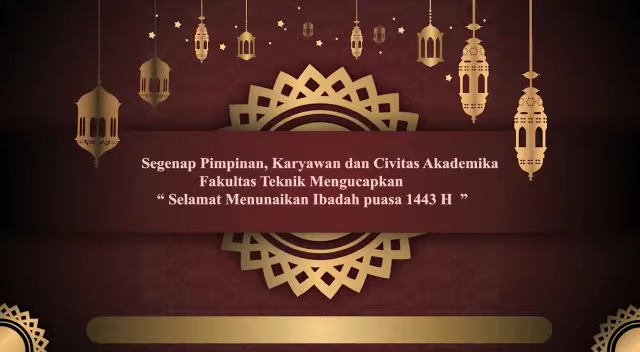 Segenap Pimpinan, Karyawan dan Civitas Akademika
Fakultas Teknik Mengucapkan
“ Selamat Menunaikan Ibadah puasa 1443 H ”